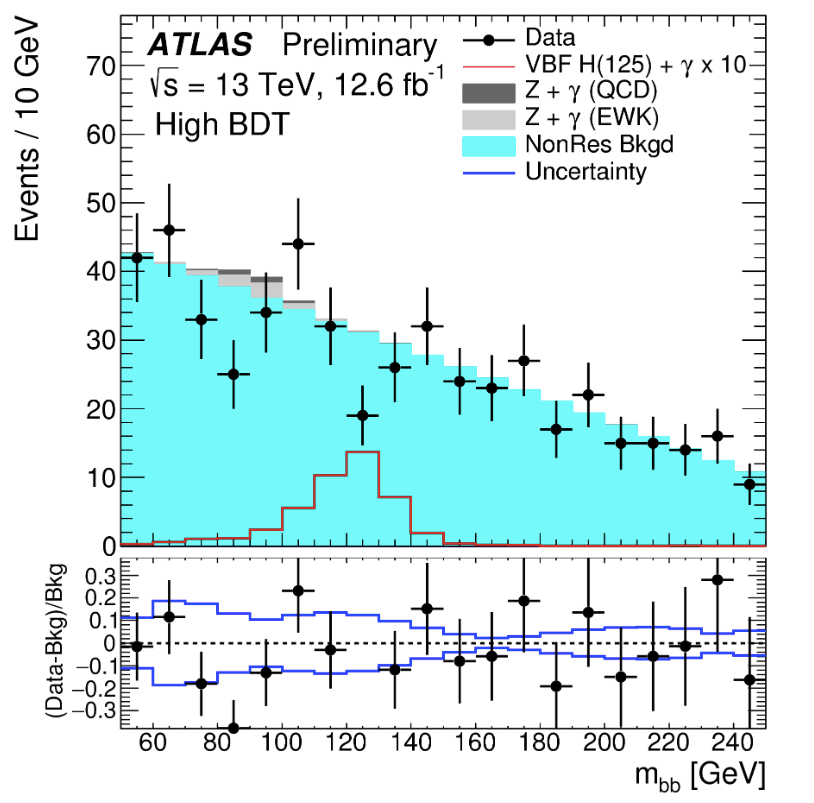 ATLAS Preliminary
√s = 13 TeV, 12.6 fb⁻¹
High BDT
Data
VBF H(125) + γ x 10
Z + γ (QCD)
Z + γ (EWK)
NonRes Bkgd
Uncertainty
Events / 10 GeV
70
60
50
40
30
20
10
0
(Data-Bkg)/Bkg
0.3
0.2
0.1
0
−0.1
−0.2
−0.3
60 80 100 120 140 160 180 200 220 240
m_bb [GeV]